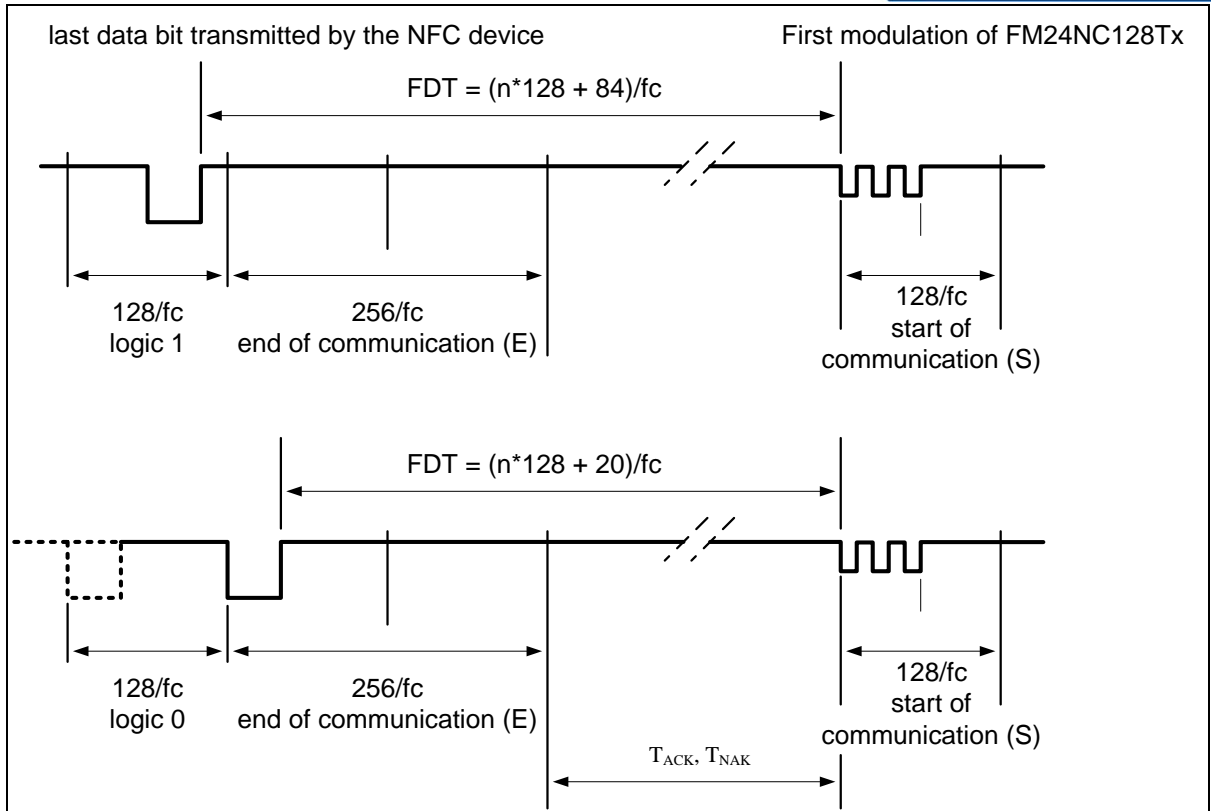 last data bit transmitted by the NFC device
First modulation of FM24NC128Tx
FDT = (n*128 + 84)/fc
128/fc
logic 1
256/fc
end of communication (E)
128/fc
start of
communication (S)
FDT = (n*128 + 20)/fc
128/fc
logic 0
256/fc
end of communication (E)
128/fc
start of
communication (S)
TACK, TNAK